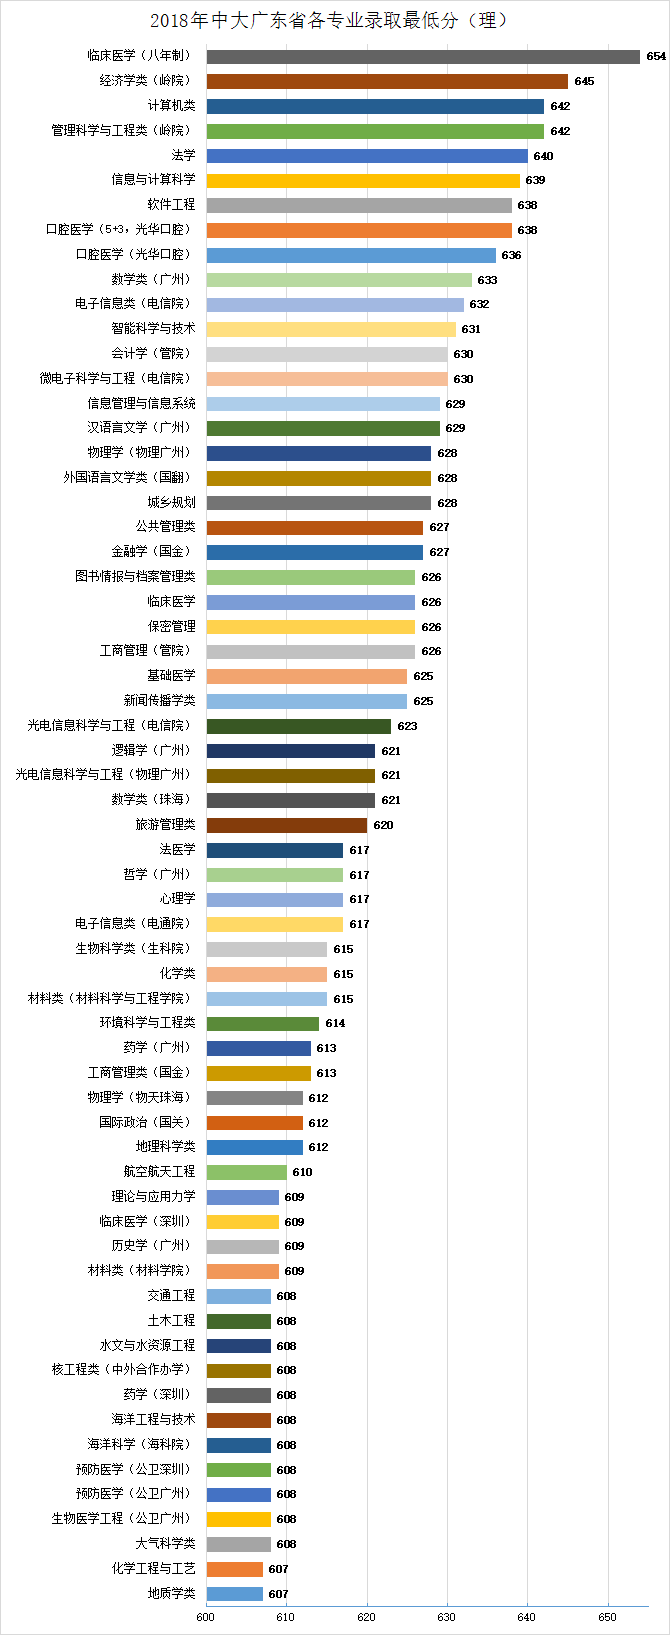 2018年中大广东省各专业录取最低分（理）
临床医学（八年制） 654
经济学类（岭院） 645
计算机类 642
管理科学与工程类（岭院） 642
法学 640
信息与计算科学 639
软件工程 638
口腔医学（5+3，光华口腔） 638
口腔医学（光华口腔） 636
数学类（广州） 633
电子信息类（电信院） 632
智能科学与技术 631
会计学（管院） 630
微电子科学与工程（电信院） 630
信息管理与信息系统 629
汉语言文学（广州） 629
物理学（物理广州） 628
外国语言文学类（国翻） 628
城乡规划 628
公共管理类 627
金融学（国金） 627
图书情报与档案管理类 626
临床医学 626
保密管理 626
工商管理（管院） 626
基础医学 625
新闻传播学类 625
光电信息科学与工程（电信院） 623
逻辑学（广州） 621
光电信息科学与工程（物理广州） 621
数学类（珠海） 621
旅游管理类 620
法医学 617
哲学（广州） 617
心理学 617
电子信息类（电通院） 617
生物科学类（生科院） 615
化学类 615
材料类（材料科学与工程学院） 615
环境科学与工程类 614
药学（广州） 613
工商管理类（国金） 613
物理学（物天珠海） 612
国际政治（国关） 612
地理科学类 612
航空航天工程 610
理论与应用力学 609
临床医学（深圳） 609
历史学（广州） 609
材料类（材料学院） 609
交通工程 608
土木工程 608
水文与水资源工程 608
核工程类（中外合作办学） 608
药学（深圳） 608
海洋工程与技术 608
海洋科学（海科院） 608
预防医学（公卫深圳） 608
预防医学（公卫广州） 608
生物医学工程（公卫广州） 608
大气科学类 608
化学工程与工艺 607
地质学类 607
600 610 620 630 640 650